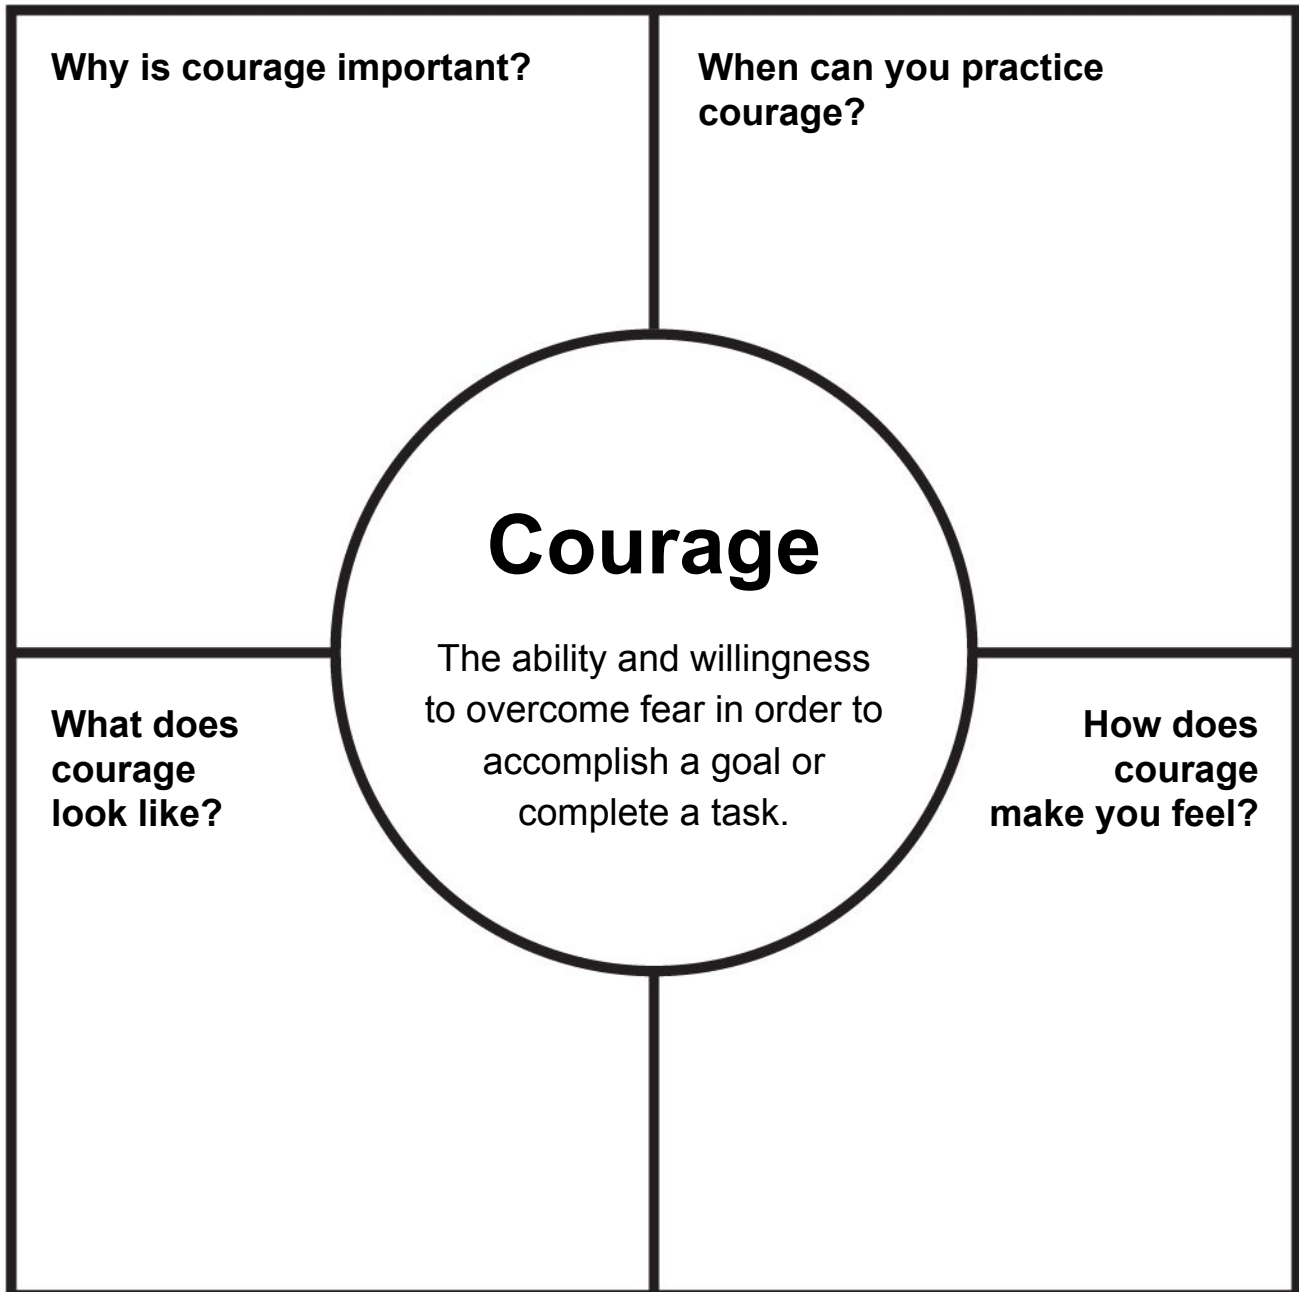 Why is courage important?
When can you practice
courage?
Courage
The ability and willingness
to overcome fear in order to
accomplish a goal or
complete a task.
What does
courage
look like?
How does
courage
make you feel?